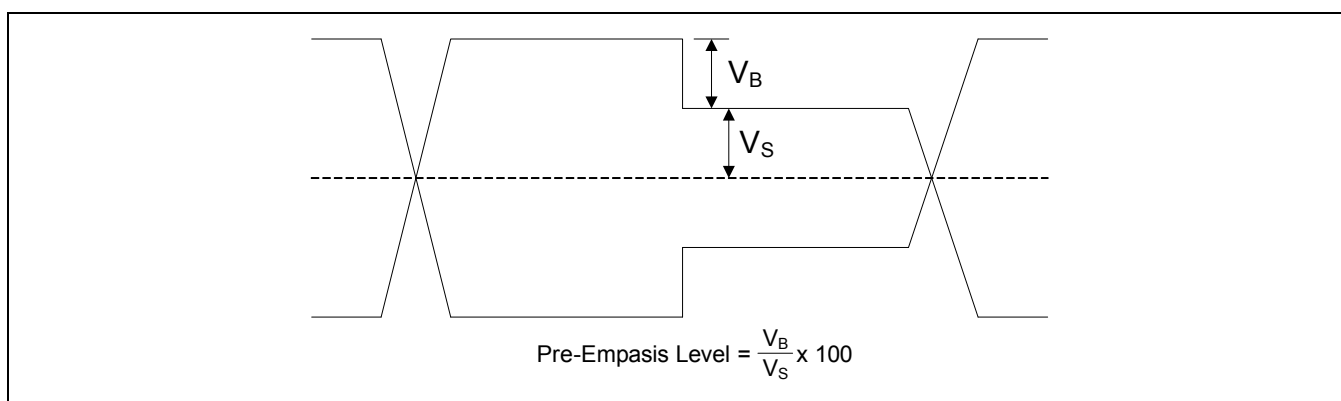 V_B
V_S
Pre-Empasis Level = V_B/V_S x 100